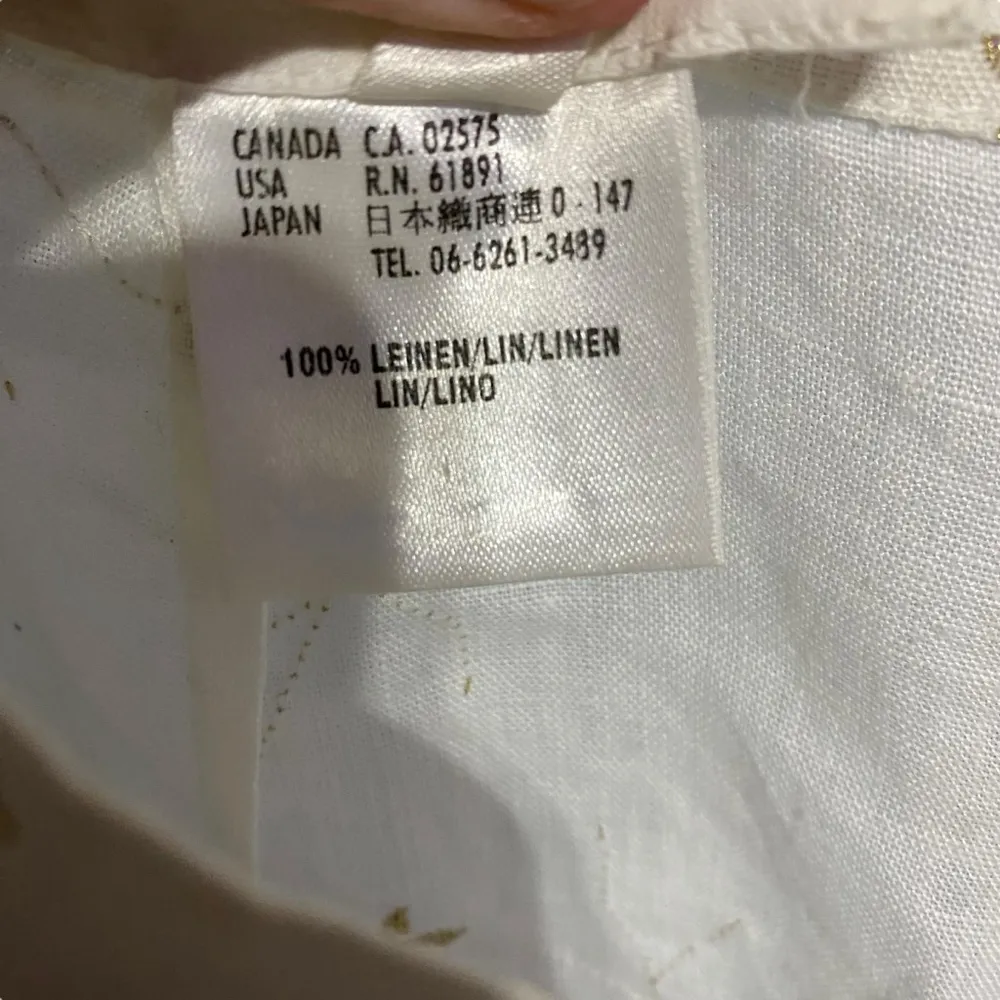 CANADA C.A. 02575
USA R.N. 61891
JAPAN 日本織商連0-147
TEL. 06-6261-3489
100% LEINEN/LIN/LINEN
LIN/LINO